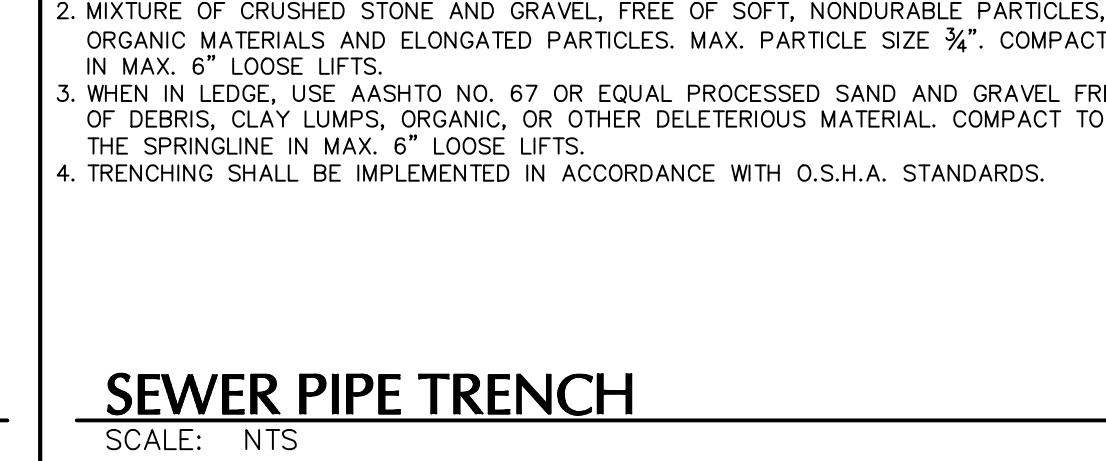 2. MIXTURE OF CRUSHED STONE AND GRAVEL, FREE OF SOFT, NONDURABLE PARTICLES,
ORGANIC MATERIALS AND ELONGATED PARTICLES. MAX. PARTICLE SIZE ¾". COMPACT
IN MAX. 6" LOOSE LIFTS.
3. WHEN IN LEDGE, USE AASHTO NO. 67 OR EQUAL PROCESSED SAND AND GRAVEL
OF DEBRIS, CLAY LUMPS, ORGANIC, OR OTHER DELETERIOUS MATERIAL. COMPACT TO
THE SPRINGLINE IN MAX. 6" LOOSE LIFTS.
4. TRENCHING SHALL BE IMPLEMENTED IN ACCORDANCE WITH O.S.H.A. STANDARDS.
SEWER PIPE TRENCH
SCALE: NTS